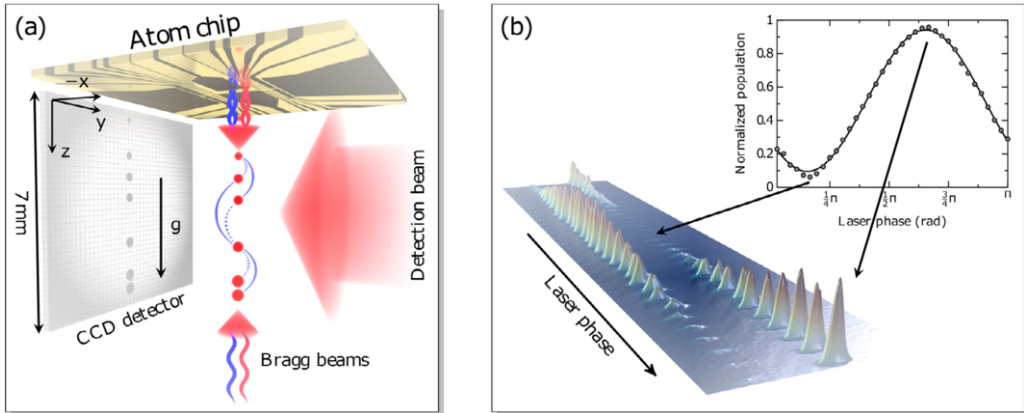 (a)
Atom chip
−x
y
z
7mm
g
CCD detector
Detection beam
Bragg beams
(b)
Normalized population
1
0.8
0.6
0.4
0.2
0
¼π
½π
¾π
π
Laser phase (rad)
Laser phase